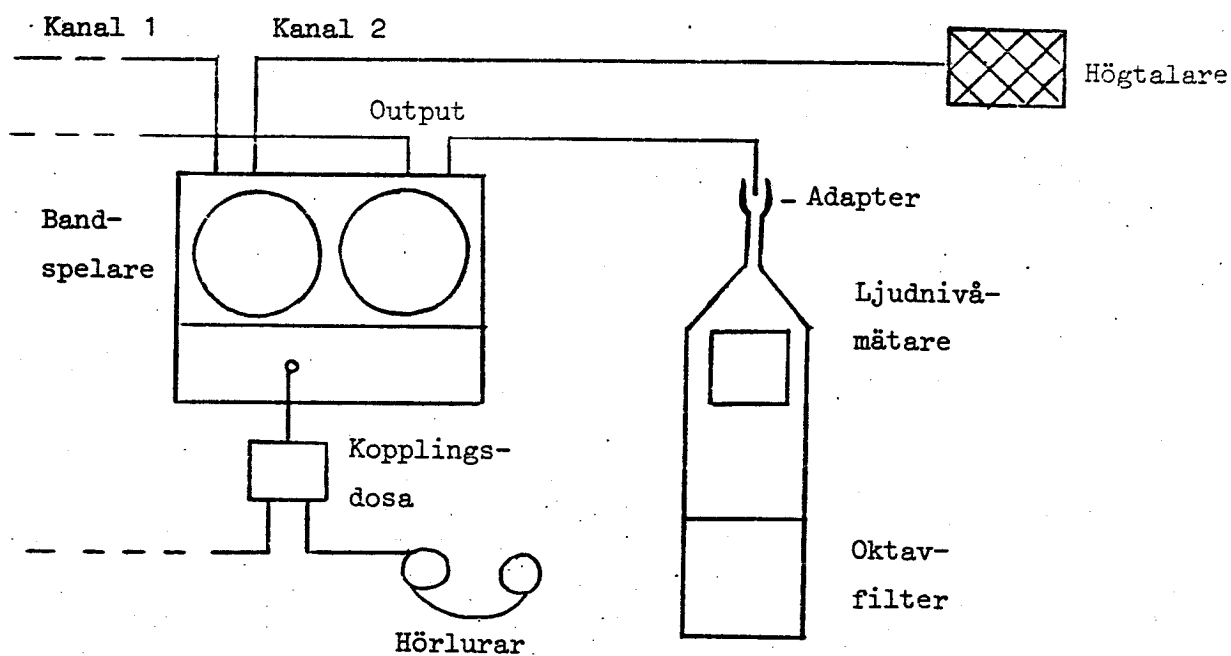 Kanal 1
Kanal 2
Högtalare
Output
Adapter
Band-
spelare
Ljudnivå-
mätare
Kopplings-
dosa
Oktav-
filter
Hörlurar